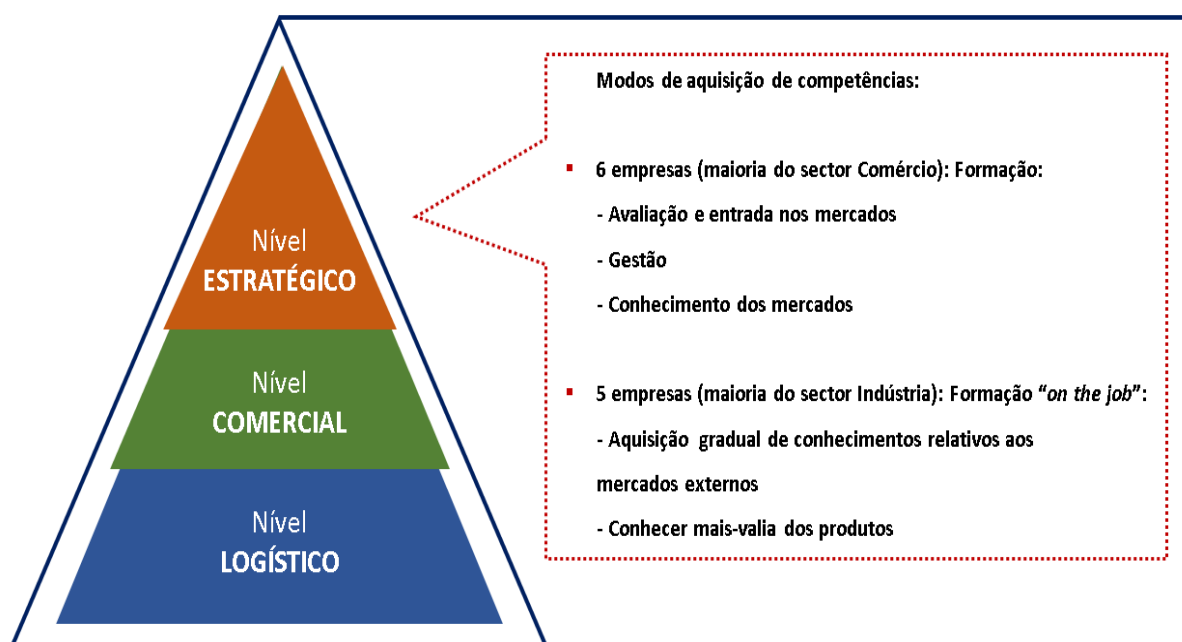 Nível
ESTRATÉGICO
Nível
COMERCIAL
Nível
LOGÍSTICO
Modos de aquisição de competências:
▪ 6 empresas (maioria do sector Comércio): Formação:
- Avaliação e entrada nos mercados
- Gestão
- Conhecimento dos mercados
▪ 5 empresas (maioria do sector Indústria): Formação “on the job”:
- Aquisição gradual de conhecimentos relativos aos
mercados externos
- Conhecer mais-valia dos produtos